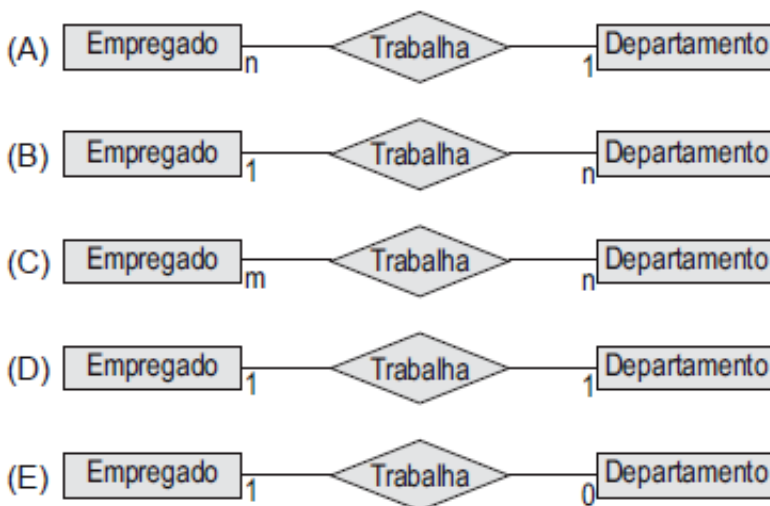 (A) Empregado n Trabalha 1 Departamento
(B) Empregado 1 Trabalha n Departamento
(C) Empregado m Trabalha n Departamento
(D) Empregado 1 Trabalha 1 Departamento
(E) Empregado 1 Trabalha 0 Departamento